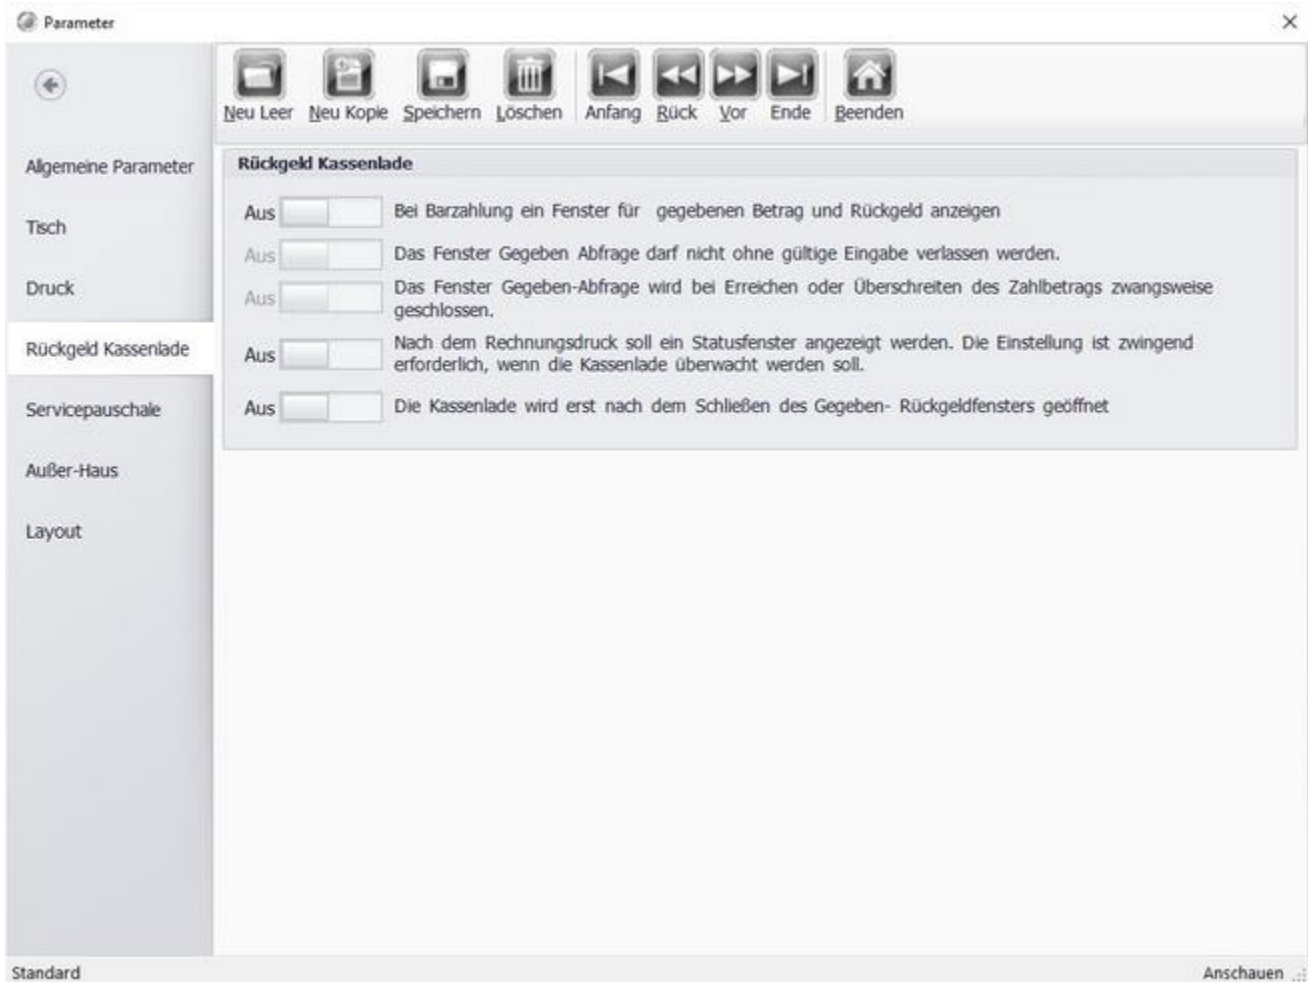 Parameter
Neu Leer Neu Kopie Speichern Löschen Anfang Rück Vor Ende Beenden
Allgemeine Parameter
Tisch
Druck
Rückgeld Kassenlade
Servicepauschale
Außer-Haus
Layout
Rückgeld Kassenlade
Aus Bei Barzahlung ein Fenster für gegebenen Betrag und Rückgeld anzeigen
Aus Das Fenster Gegeben Abfrage darf nicht ohne gültige Eingabe verlassen werden.
Aus Das Fenster Gegeben-Abfrage wird bei Erreichen oder Überschreiten des Zahlbetrags zwangsweise
geschlossen.
Aus Nach dem Rechnungsdruck soll ein Statusfenster angezeigt werden. Die Einstellung ist zwingend
erforderlich, wenn die Kassenlade überwacht werden soll.
Aus Die Kassenlade wird erst nach dem Schließen des Gegeben- Rückgeldfensters geöffnet
Standard Anschauen